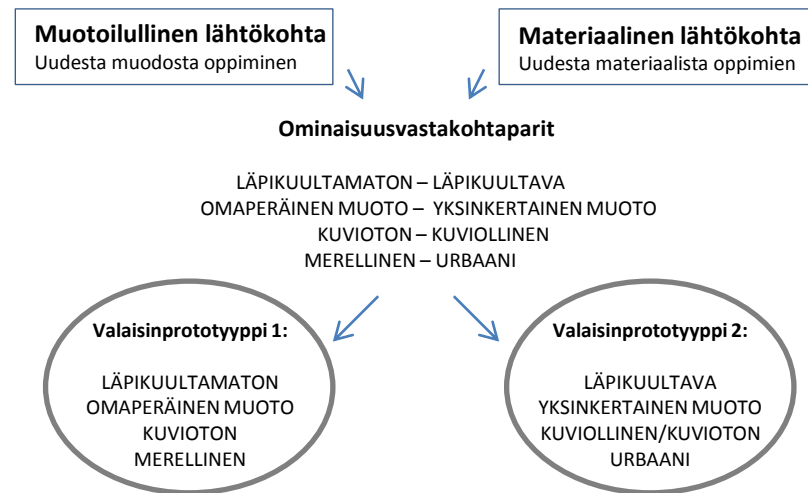 Muotoilullinen lähtökohta
Uudesta muodosta oppiminen
Materiaalinen lähtökohta
Uudesta materiaalista oppimien
Ominaisuusvastakohtaparit
LÄPIKUULTAMATON – LÄPIKUULTAVA
OMAPERÄINEN MUOTO – YKSINKERTAINEN MUOTO
KUVIOTON – KUVIOLLINEN
MERELLINEN – URBAANI
Valaisinprototyyppi 1:
LÄPIKUULTAMATON
OMAPERÄINEN MUOTO
KUVIOTON
MERELLINEN
Valaisinprototyyppi 2:
LÄPIKUULTAVA
YKSINKERTAINEN MUOTO
KUVIOLLINEN/KUVIOTON
URBAANI